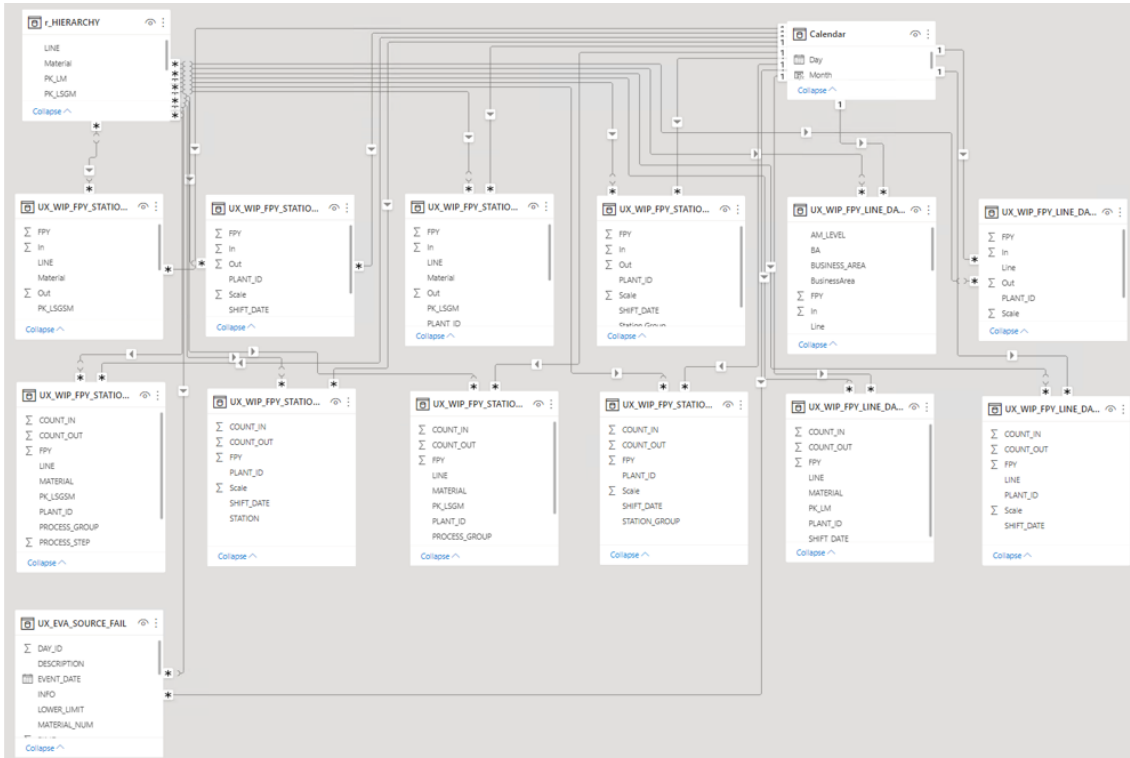 r_HIERARCHY
LINE
Material
PK_LM
PK_LSGM
Collapse
Calendar
Day
Month
Collapse
UX_WIP_FPY_STATIO...
FPY
In
LINE
Material
Out
PK_LSGSM
Collapse
UX_WIP_FPY_STATIO...
FPY
In
Out
PLANT_ID
Scale
SHIFT_DATE
Collapse
UX_WIP_FPY_STATIO...
FPY
In
LINE
Material
Out
PK_LSGM
PLANT ID
Collapse
UX_WIP_FPY_STATIO...
FPY
In
Out
PLANT_ID
Scale
SHIFT_DATE
Station Group
Collapse
UX_WIP_FPY_LINE_DA...
AM_LEVEL
BA
BUSINESS_AREA
BusinessArea
FPY
In
Line
Collapse
UX_WIP_FPY_LINE_DA...
FPY
In
Line
Out
PLANT_ID
Scale
Collapse
UX_WIP_FPY_STATIO...
COUNT_IN
COUNT_OUT
FPY
LINE
MATERIAL
PK_LSGSM
PLANT_ID
PROCESS_GROUP
PROCESS_STEP
Collapse
UX_WIP_FPY_STATIO...
COUNT_IN
COUNT_OUT
FPY
PLANT_ID
Scale
SHIFT_DATE
STATION
Collapse
UX_WIP_FPY_STATIO...
COUNT_IN
COUNT_OUT
FPY
LINE
MATERIAL
PK_LSGM
PLANT_ID
PROCESS_GROUP
Collapse
UX_WIP_FPY_STATIO...
COUNT_IN
COUNT_OUT
FPY
PLANT_ID
Scale
SHIFT_DATE
STATION_GROUP
Collapse
UX_WIP_FPY_LINE_DA...
COUNT_IN
COUNT_OUT
FPY
LINE
MATERIAL
PK_LM
PLANT_ID
SHIFT DATE
Collapse
UX_WIP_FPY_LINE_DA...
COUNT_IN
COUNT_OUT
FPY
LINE
PLANT_ID
Scale
SHIFT_DATE
Collapse
UX_EVA_SOURCE_FAIL
DAY_ID
DESCRIPTION
EVENT_DATE
INFO
LOWER_LIMIT
MATERIAL_NUM
Collapse